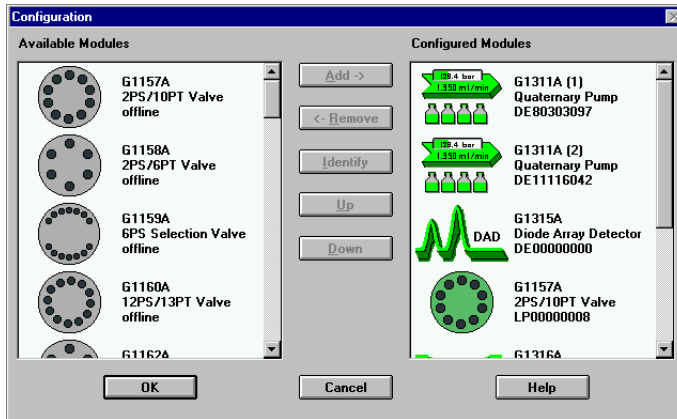 Configuration
Available Modules
G1157A
2PS/10PT Valve
offline
G1158A
2PS/6PT Valve
offline
G1159A
6PS Selection Valve
offline
G1160A
12PS/13PT Valve
offline
G1162A
Add ->
<- Remove
Identify
Up
Down
Configured Modules
128.4 bar
1.350 ml/min
G1311A (1)
Quaternary Pump
DE80303097
128.4 bar
1.350 ml/min
G1311A (2)
Quaternary Pump
DE11116042
DAD
G1315A
Diode Array Detector
DE00000000
G1157A
2PS/10PT Valve
LP00000008
G1316A
OK
Cancel
Help